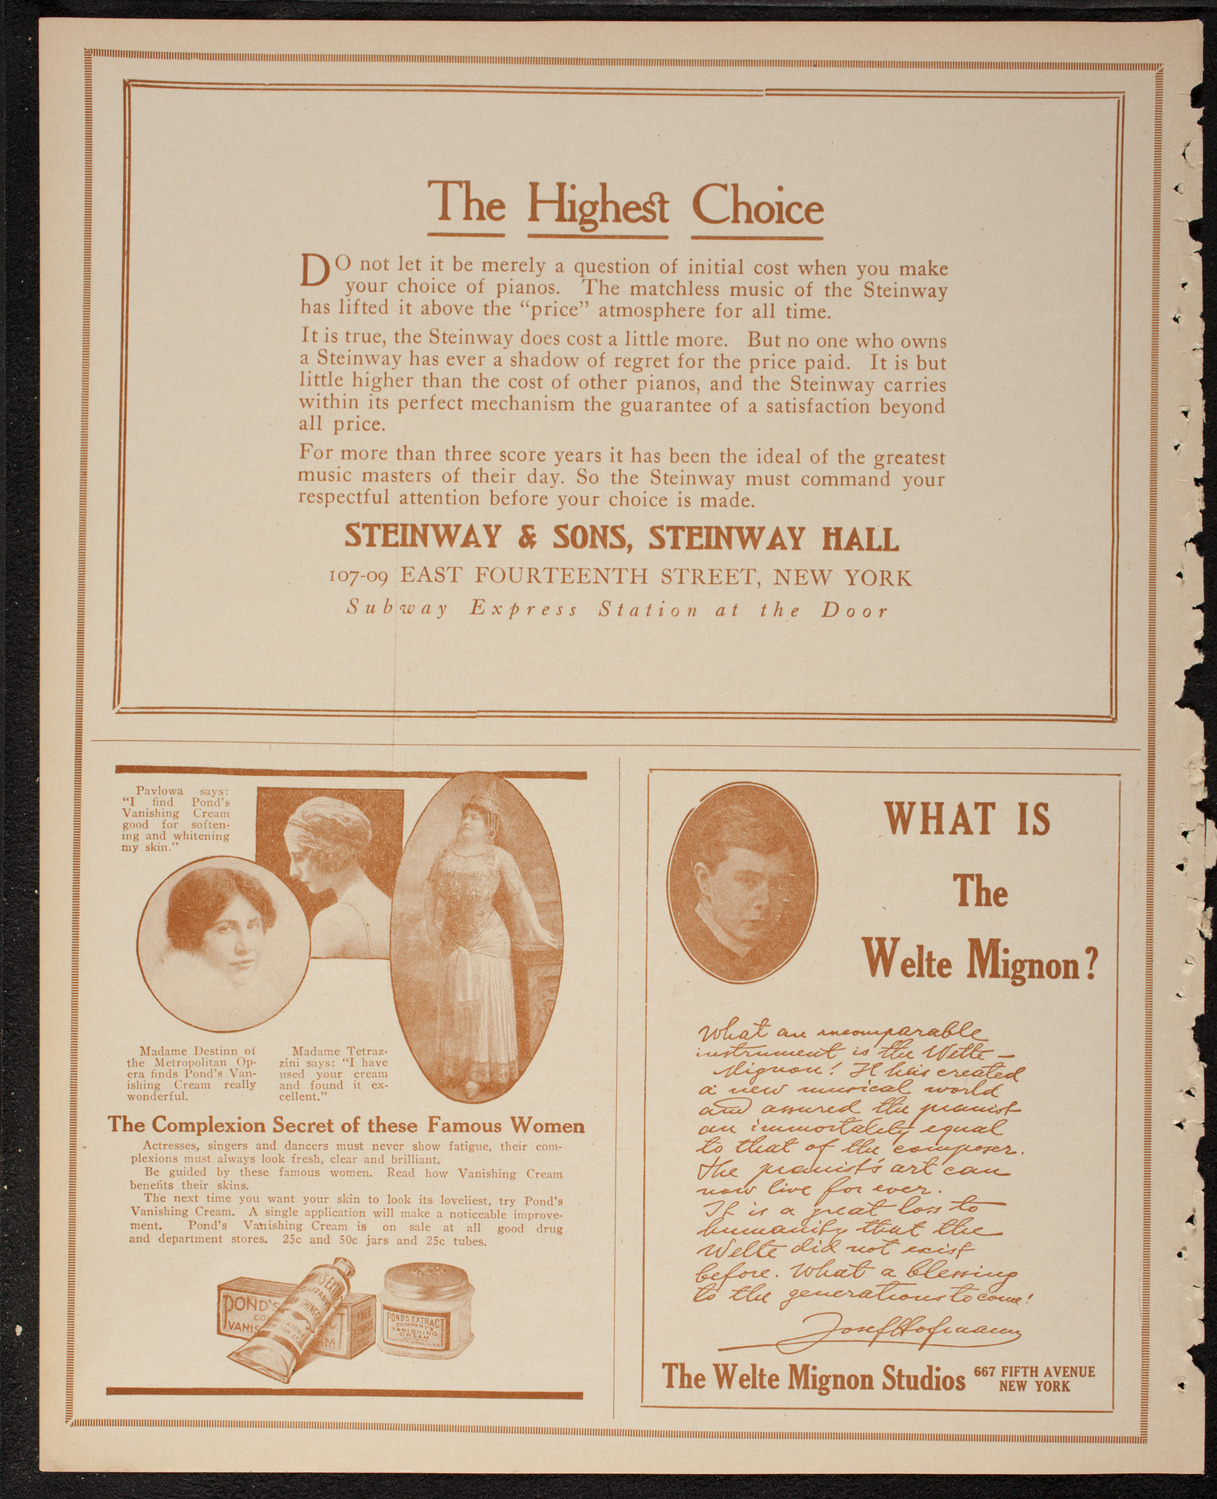 The Highest Choice
DO not let it be merely a question of initial cost when you make
your choice of pianos. The matchless music of the Steinway
has lifted it above the "price" atmosphere for all time.
It is true, the Steinway does cost a little more. But no one who owns
a Steinway has ever a shadow of regret for the price paid. It is but
little higher than the cost of other pianos, and the Steinway carries
within its perfect mechanism the guarantee of a satisfaction beyond
all price.
For more than three score years it has been the ideal of the greatest
music masters of their day. So the Steinway must command your
respectful attention before your choice is made.
STEINWAY & SONS, STEINWAY HALL
107-09 EAST FOURTEENTH STREET, NEW YORK
Subway Express Station at the Door
Pavlowa says:
"I find Pond's
Vanishing Cream
good for soften-
ing and whitening
my skin."
Madame Destinn of
the Metropolitan Op-
era finds Pond's Van-
ishing Cream really
wonderful.
Madame Tetraz-
zini says: "I have
used your cream
and found it ex-
cellent."
The Complexion Secret of these Famous Women
Actresses, singers and dancers must never show fatigue, their com-
plexions must always look fresh, clear and brilliant.
Be guided by these famous women. Read how Vanishing Cream
benefits their skins.
The next time you want your skin to look its loveliest, try Pond's
Vanishing Cream. A single application will make a noticeable improve-
ment. Pond's Vanishing Cream is on sale at all good drug
and department stores. 25c and 50c jars and 25c tubes.
POND'S
VANI
POND'S EXTRACT
COMPANY'S
VANISHING
CREAM
WHAT IS
The
Welte Mignon?
What an incomparable
instrument is the Welte-
Mignon! It has created
a new musical world
and assured the pianist
an immortality equal
to that of the composer.
The pianist's art can
now live for ever.
It is a great loss to
humanity that the
Welte did not exist
before. What a blessing
to the generations to come!
Josef Hofmann
The Welte Mignon Studios
667 FIFTH AVENUE
NEW YORK